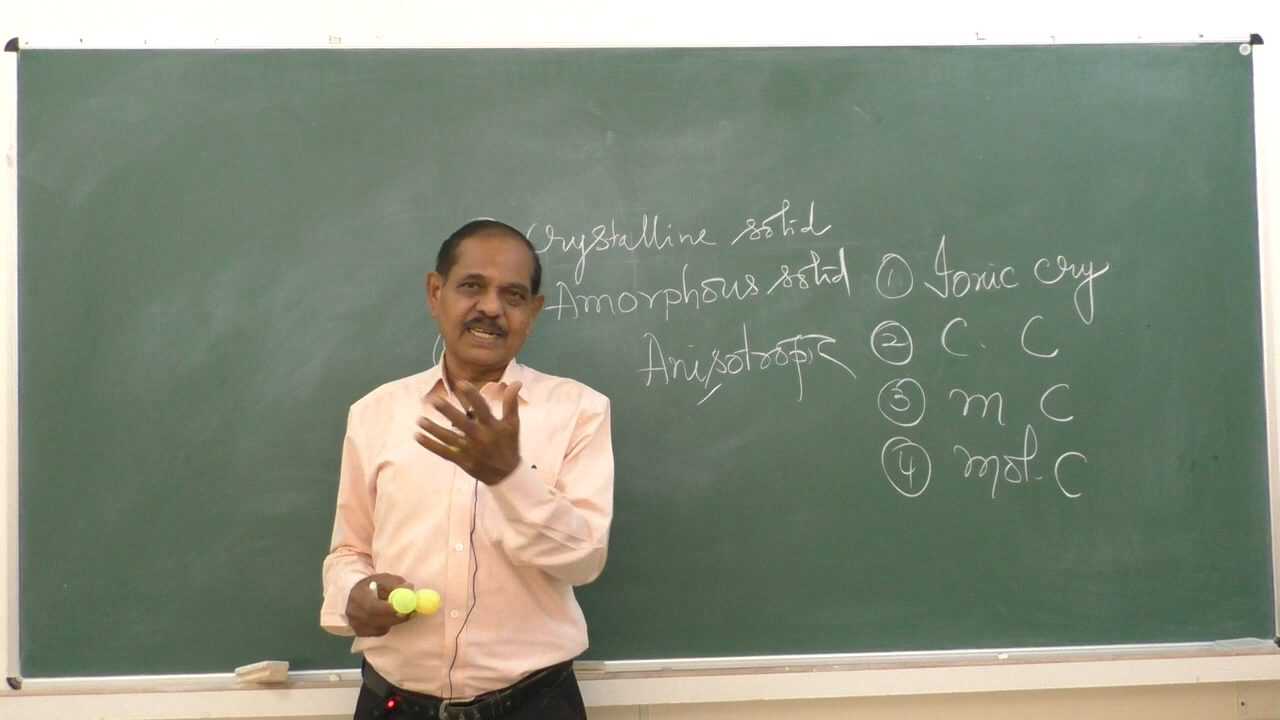 Crystalline solid
Amorphous solid
Anisotropic
① Ionic Cry
② C. C
③ m C
④ mol. C